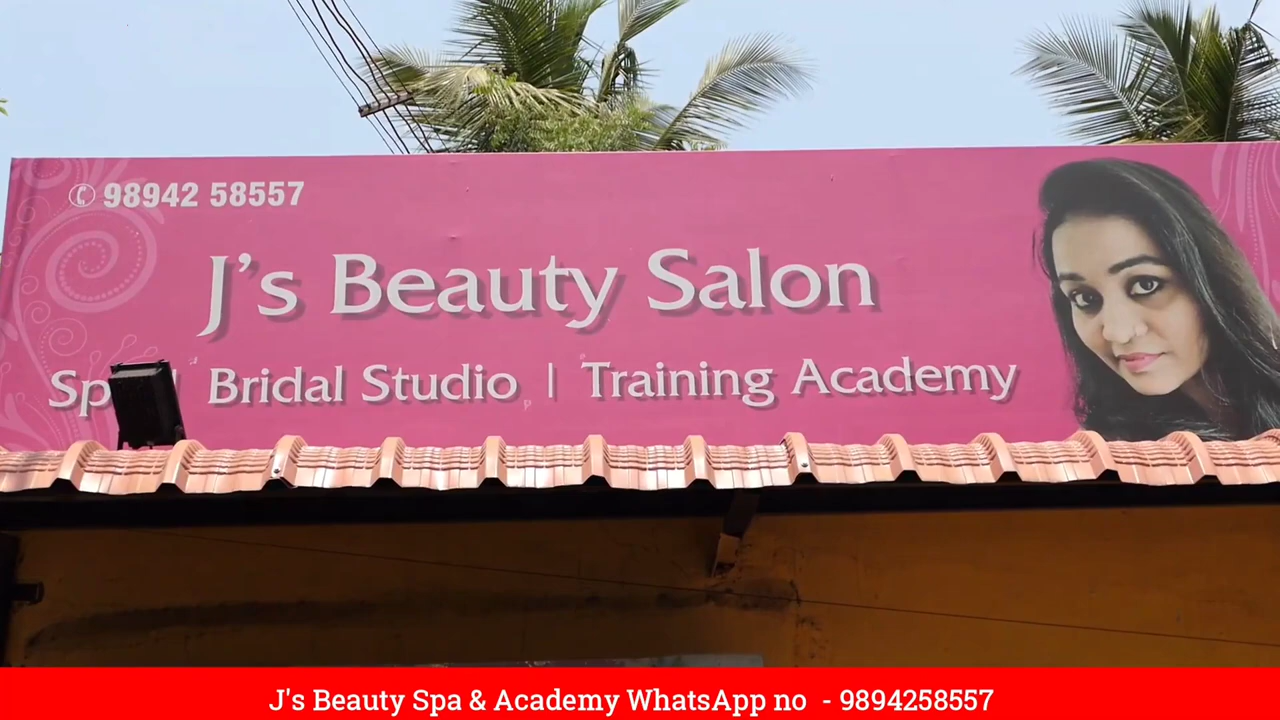 ✆ 98942 58557
J's Beauty Salon
| Bridal Studio | Training Academy
J's Beauty Spa & Academy WhatsApp no - 9894258557